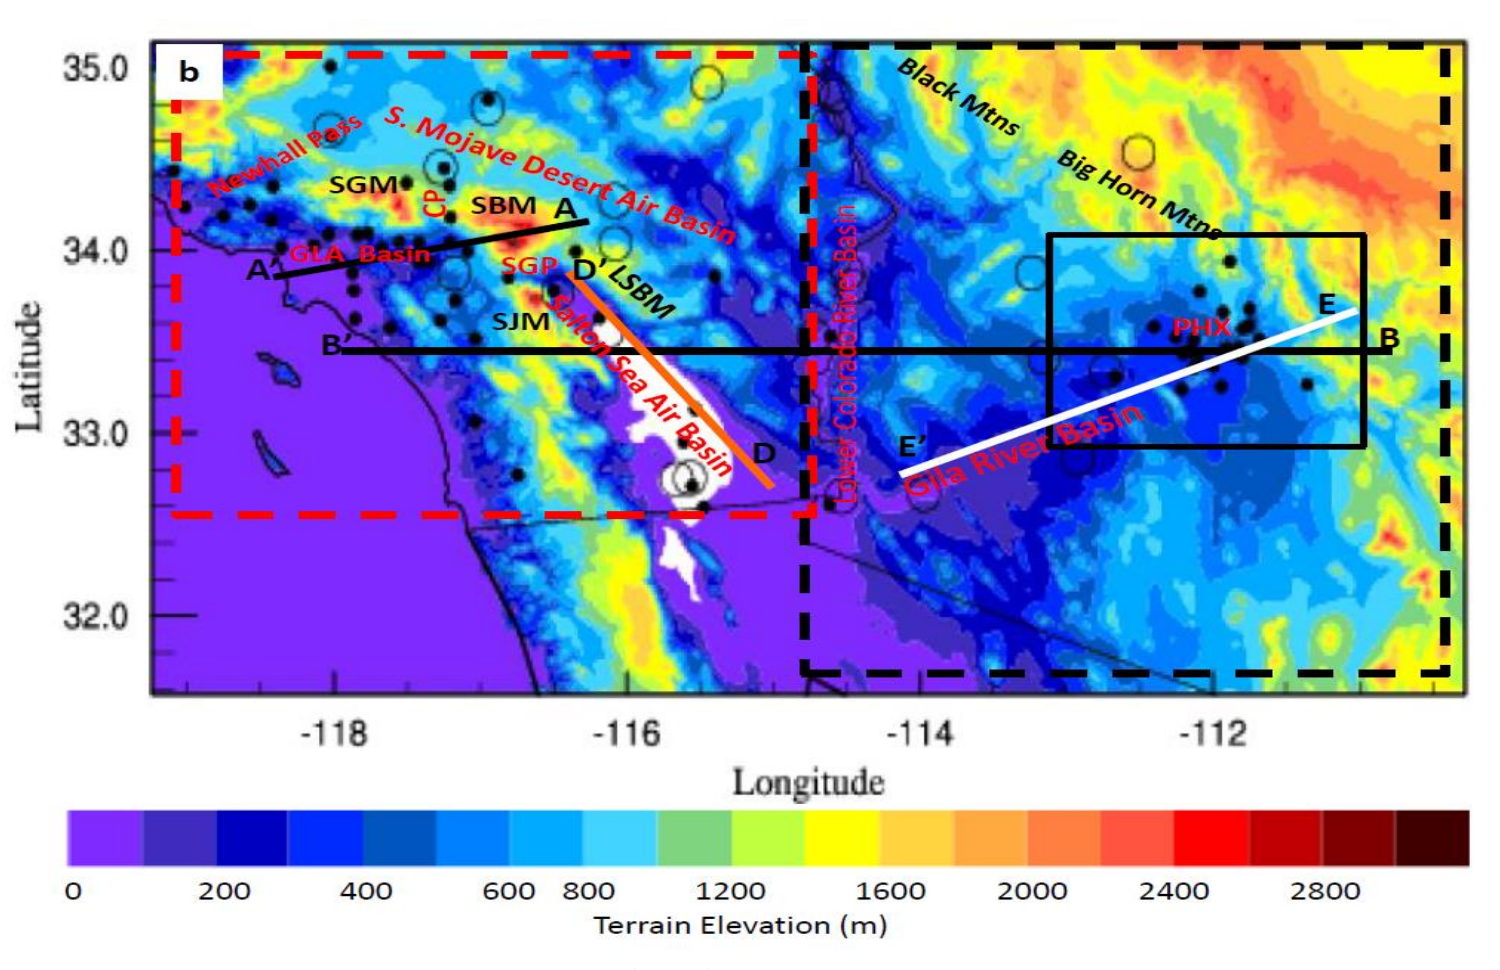 b
35.0
34.0
33.0
32.0
Latitude
Newhall Pass
S. Mojave Desert Air Basin
SGM
CP
SBM
A
GLA Basin
A'
SGP
D'
LSBM
SJM
B'
Salton Sea Air Basin
D
Lower Colorado River Basin
Black Mtns
Big Horn Mtns
E
PHX
B
E'
Gila River Basin
-118
-116
-114
-112
Longitude
0 200 400 600 800 1200 1600 2000 2400 2800
Terrain Elevation (m)